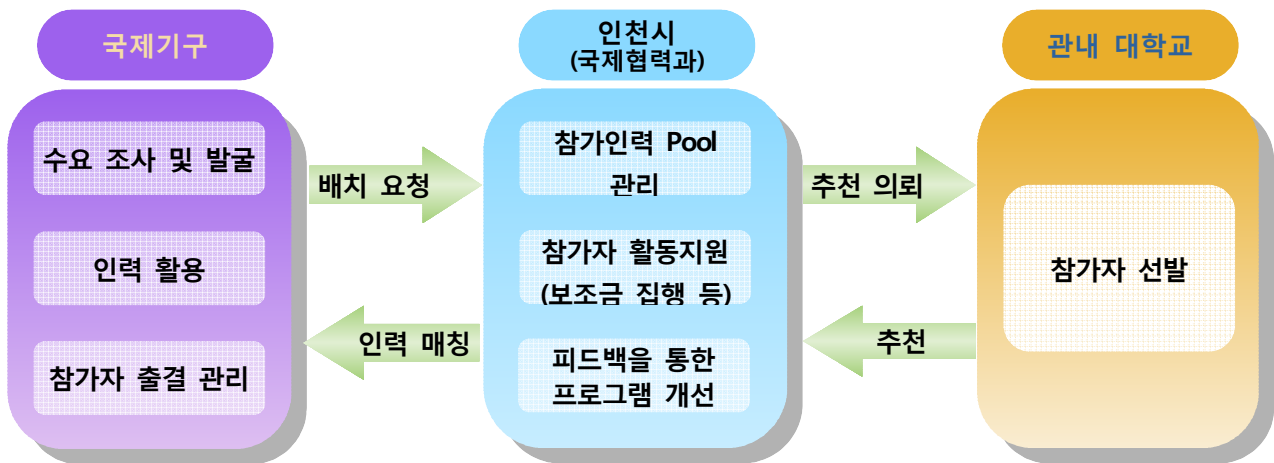 국제기구
수요 조사 및 발굴
인력 활용
참가자 출결 관리
배치 요청
인력 매칭
인천시
(국제협력과)
참가인력 Pool
관리
참가자 활동지원
(보조금 집행 등)
피드백을 통한
프로그램 개선
추천 의뢰
추천
관내 대학교
참가자 선발